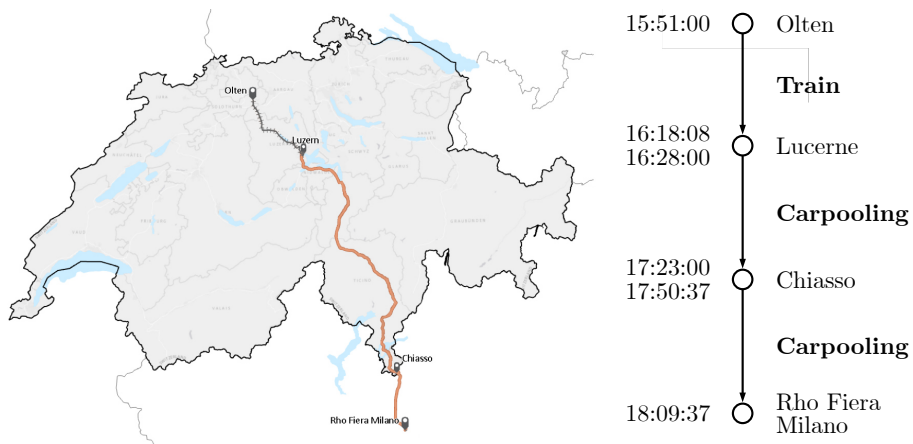 Olten
Luzern
Chiasso
Rho Fiera Milano
15:51:00 Olten
Train
16:18:08
16:28:00
Lucerne
Carpooling
17:23:00
17:50:37
Chiasso
Carpooling
18:09:37
Rho Fiera
Milano